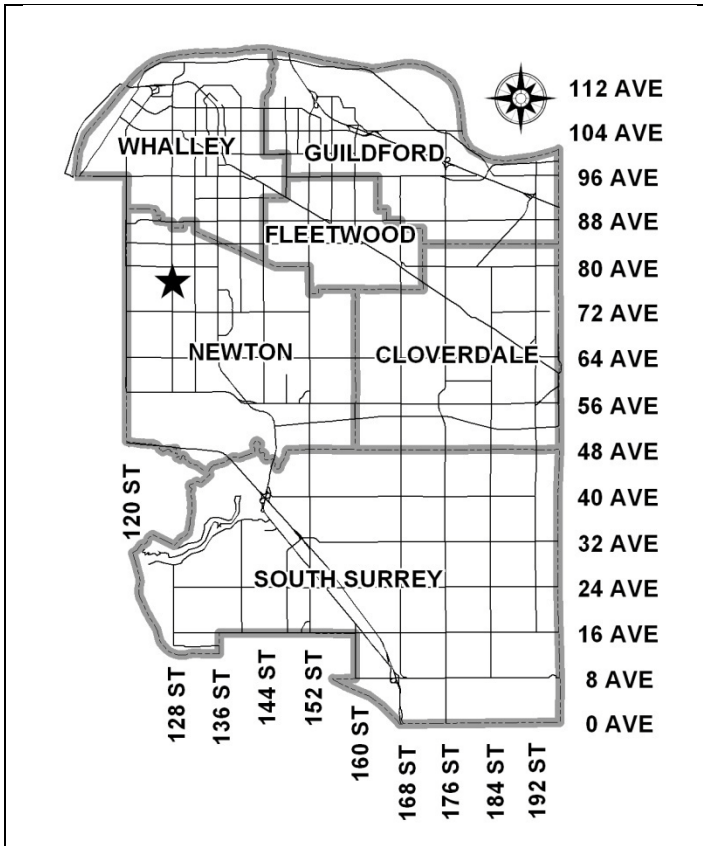 112 AVE
104 AVE
WHALLEY
GUILDFORD
96 AVE
88 AVE
FLEETWOOD
80 AVE
72 AVE
NEWTON
CLOVERDALE
64 AVE
56 AVE
48 AVE
120 ST
40 AVE
32 AVE
SOUTH SURREY
24 AVE
16 AVE
8 AVE
0 AVE
128 ST
136 ST
144 ST
152 ST
160 ST
168 ST
176 ST
184 ST
192 ST